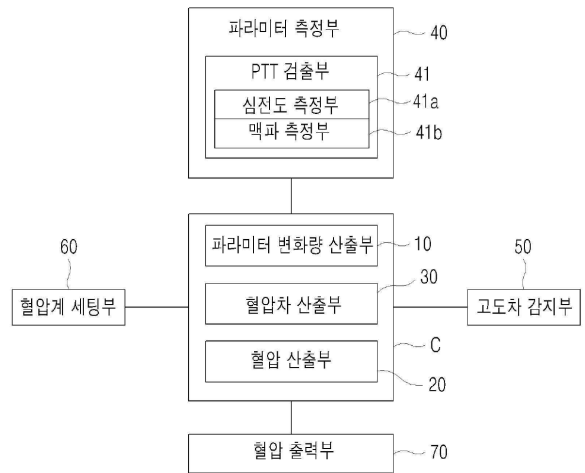 파라미터 측정부
40
PTT 검출부
41
심전도 측정부
41a
맥파 측정부
41b
60
파라미터 변화량 산출부
10
50
혈압계 세팅부
혈압차 산출부
30
고도차 감지부
혈압 산출부
C
20
혈압 출력부
70